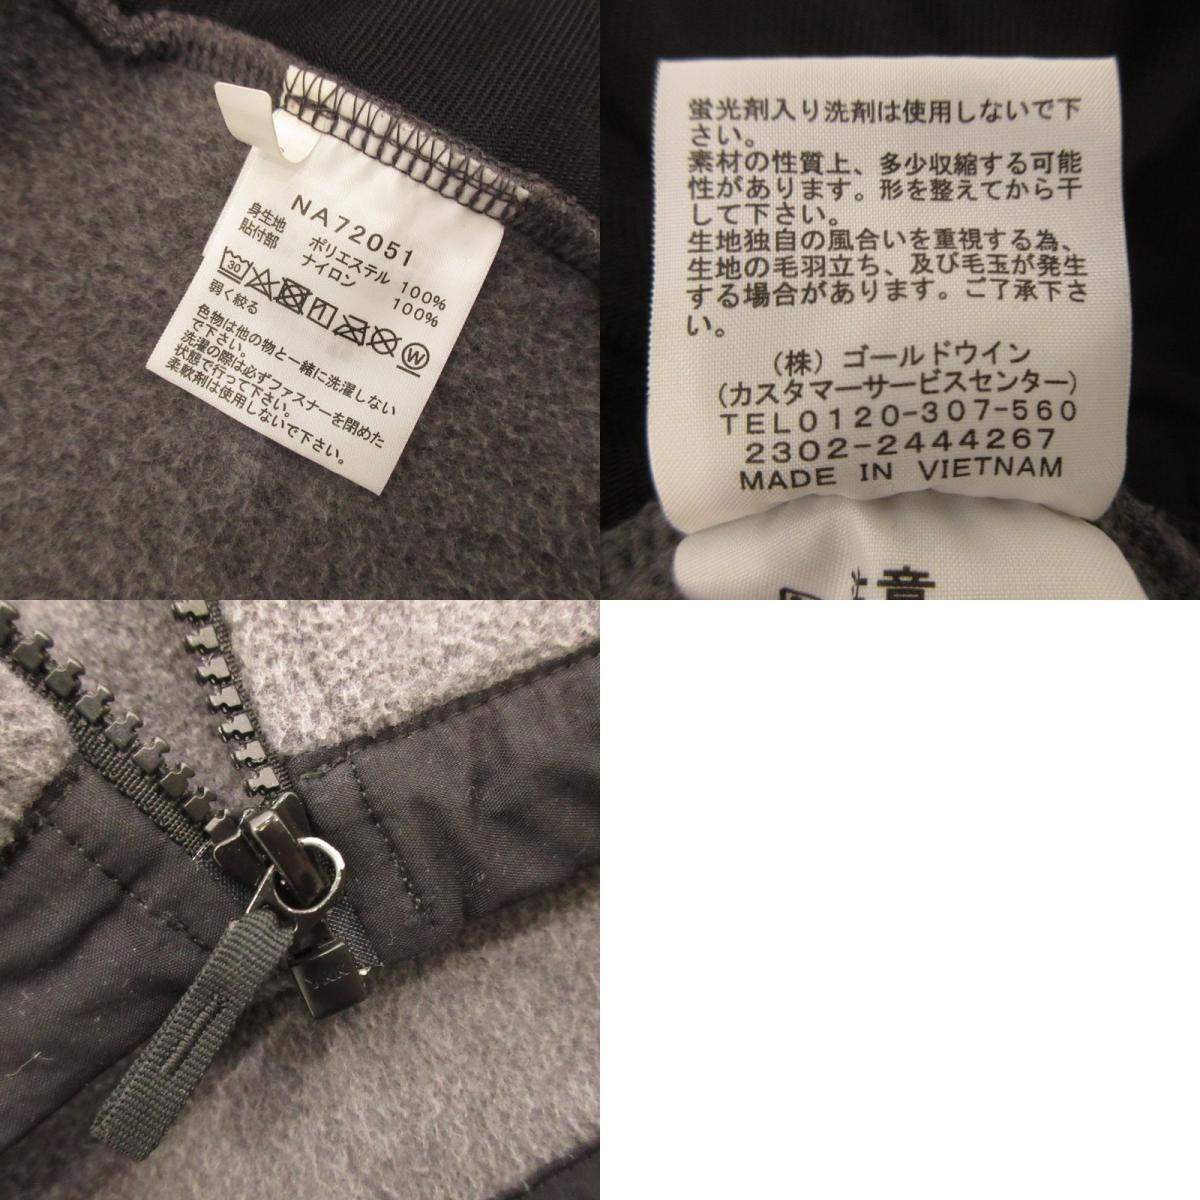 NA72051
身生地 ポリエステル 100%
貼付部 ナイロン 100%
30
W
弱く絞る
色物は他の物と一緒に洗濯しない
で下さい。
洗濯の際は必ずファスナーを閉めた
状態で行って下さい。
柔軟剤は使用しないで下さい。
蛍光剤入り洗剤は使用しないで下
さい。
素材の性質上、多少収縮する可能
性があります。形を整えてから干
して下さい。
生地独自の風合いを重視する為、
生地の毛羽立ち、及び毛玉が発生
する場合があります。ご了承下さ
い。
(株) ゴールドウイン
(カスタマーサービスセンター)
TEL0120-307-560
2302-2444267
MADE IN VIETNAM
YKK